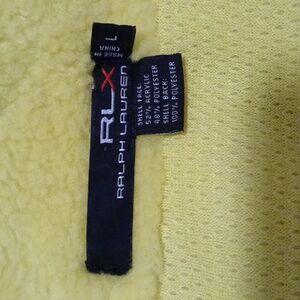 L
MADE IN
CHINA
RLX
RALPH LAUREN
SHELL FACE:
52% ACRYLIC
48% POLYESTER
SHELL BACK:
100% POLYESTER